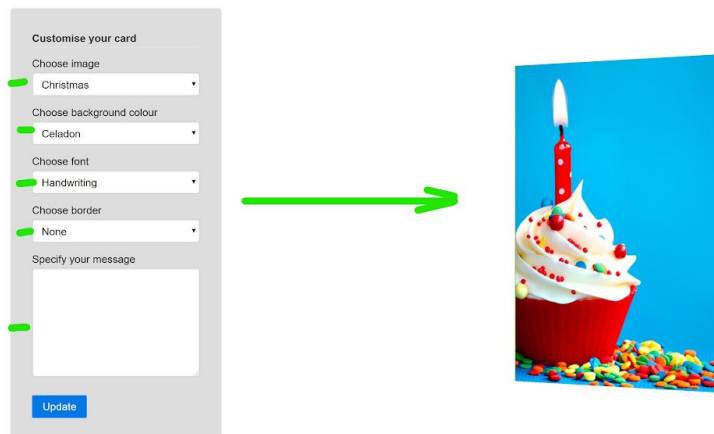 Customise your card
Choose image
Christmas
Choose background colour
Celadon
Choose font
Handwriting
Choose border
None
Specify your message
Update